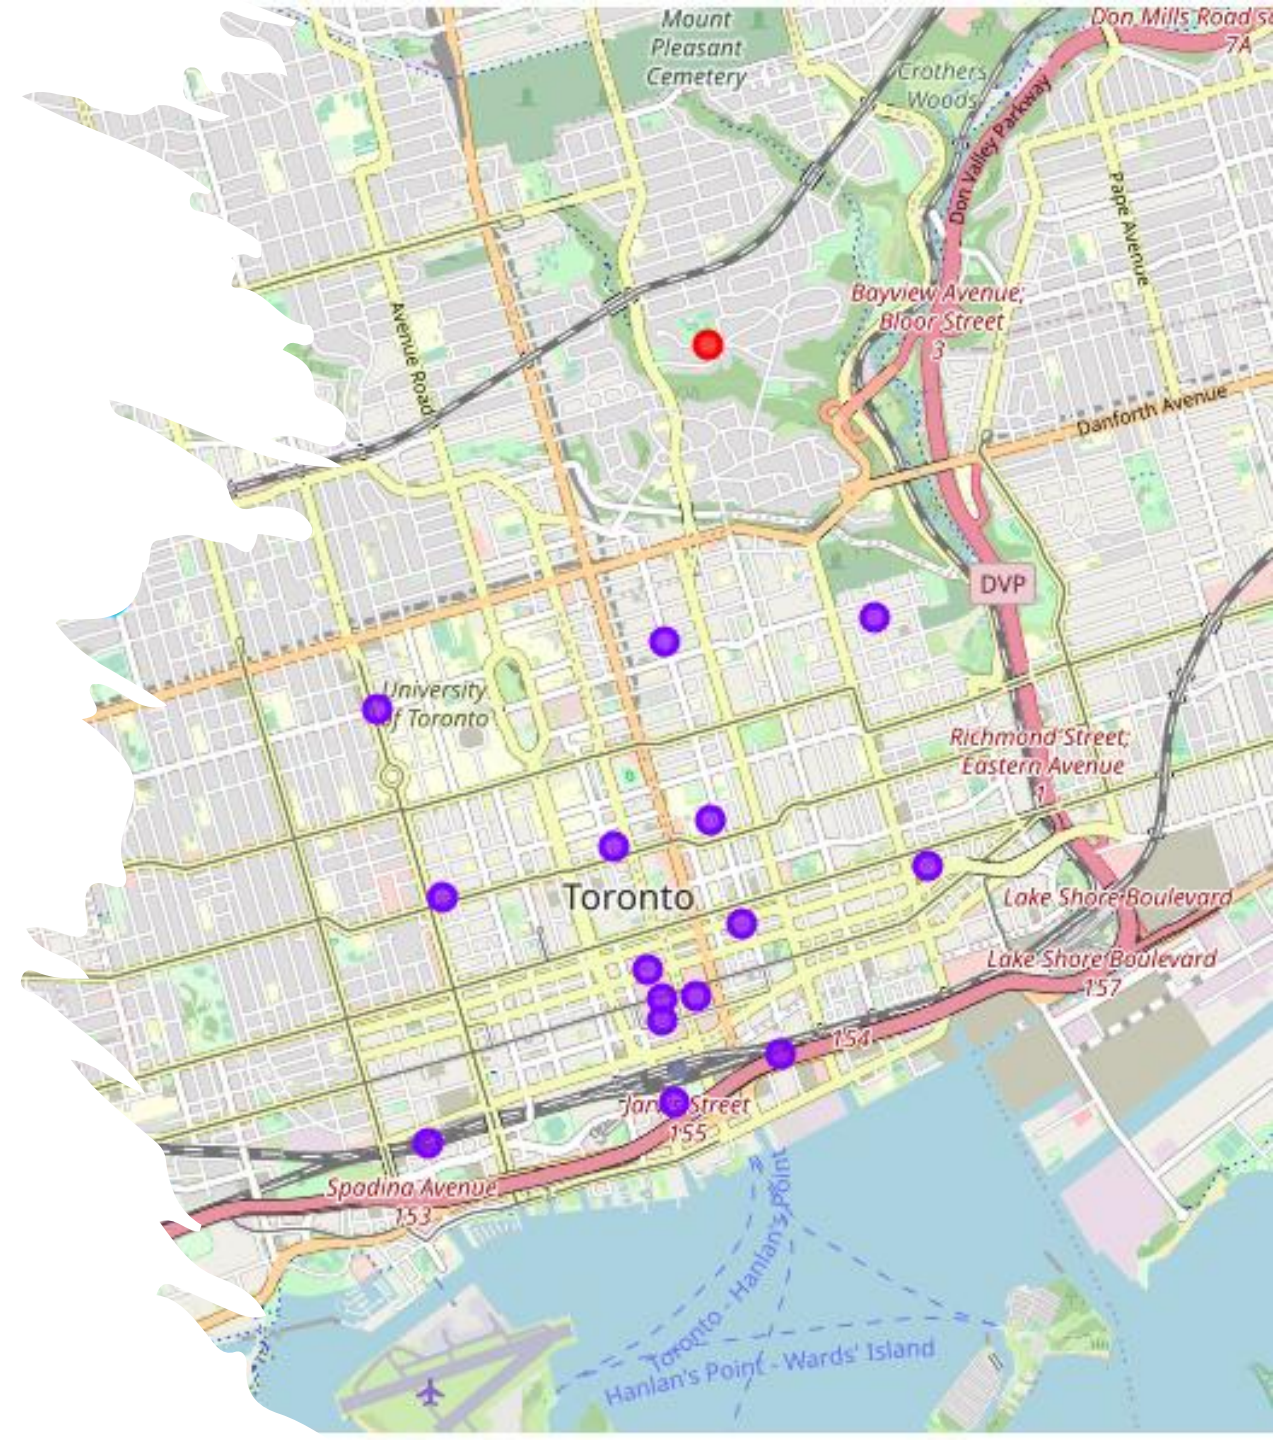 Mount
Pleasant
Cemetery
Don Mills Road so
7A
Crothers
Woods
Don Valley Parkway
Pape Avenue
Bayview Avenue;
Bloor Street
3
Avenue Road
Danforth Avenue
DVP
University
of Toronto
Richmond Street;
Eastern Avenue
1
Toronto
Lake Shore Boulevard
Lake Shore Boulevard
157
154
Jarvis Street
155
Spadina Avenue
153
Toronto - Hanlan's Point
Hanlan's Point - Wards' Island